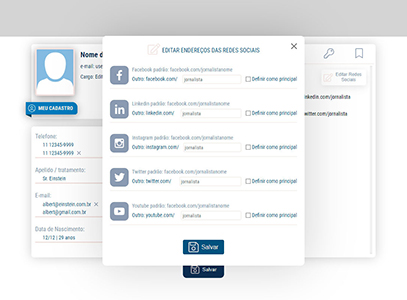 EDITAR ENDEREÇOS DAS REDES SOCIAIS
Facebook padrão: facebook.com/jornalistanome
Outro: facebook.com/ jornalista Definir como principal
Linkedin padrão: facebook.com/jornalistanome
Outro: linkedin.com/ jornalista Definir como principal
Instagram padrão: facebook.com/jornalistanome
Outro: instagram.com/ jornalista Definir como principal
Twitter padrão: facebook.com/jornalistanome
Outro: twitter.com/ jornalista Definir como principal
Youtube padrão: facebook.com/jornalistanome
Outro: youtube.com/ jornalista Definir como principal
Salvar
Nome d
e-mail: use
Cargo: Edit
MEU CADASTRO
Telefone:
11 12345-9999
11 12345-9999
Apelido / tratamento
Sr. Einstein
E-mail:
albert@einstein.com.br
albert@gmail.com.br
Data de Nascimento:
12/12 | 29 anos
Editar Redes
Sociais
linkedin.com/jornalista
twitter.com/jornalista
Salvar